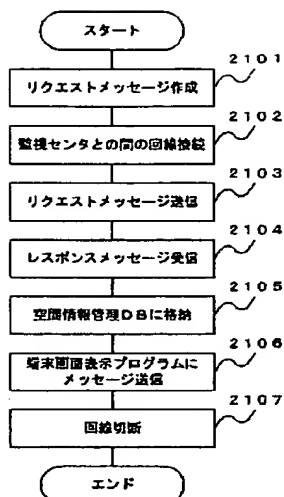 スタート
2101
リクエストメッセージ作成
2102
監視センタとの間の回線接続
2103
リクエストメッセージ送信
2104
レスポンスメッセージ受信
2105
空間情報管理DBに格納
2106
端末画面表示プログラムに
メッセージ送信
2107
回線切断
エンド